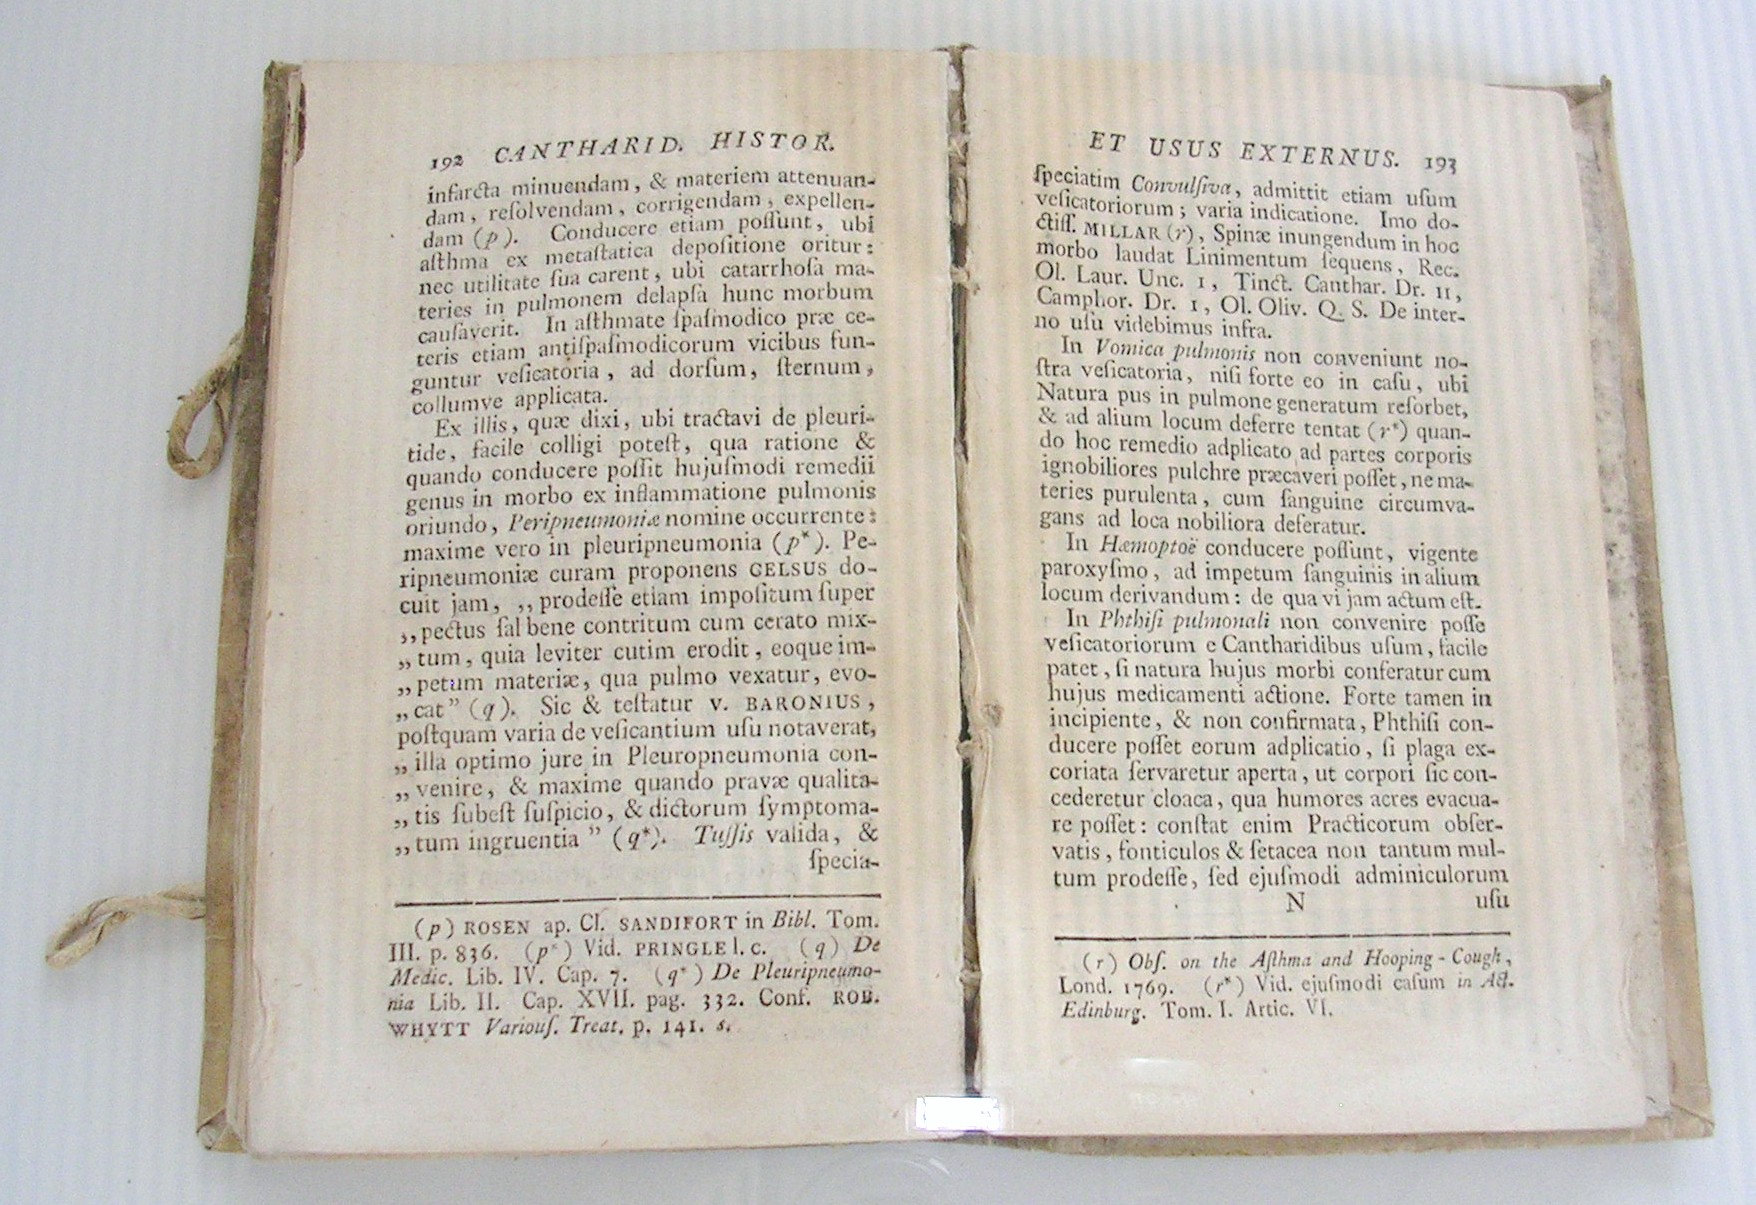 192 CANTHARID. HISTOR.
infarcta minuendam, & materiem attenuan-
dam, reſolvendam, corrigendam, expellen-
dam (p). Conducere etiam poſſunt, ubi
aſthma ex metaſtatica depoſitione oritur:
nec utilitate ſua carent, ubi catarrhoſa ma-
teries in pulmonem delapſa hunc morbum
cauſaverit. In aſthmate ſpaſmodico præ ce-
teris etiam antiſpaſmodicorum vicibus fun-
guntur veſicatoria, ad dorſum, ſternum,
collumve applicata.
Ex illis, quæ dixi, ubi tractavi de pleuri-
tide, facile colligi poteſt, qua ratione &
quando conducere poſſit hujuſmodi remedii
genus in morbo ex inflammatione pulmonis
oriundo, Peripneumoniæ nomine occurrente:
maxime vero in pleuripneumonia (p*). Pe-
ripneumoniæ curam proponens CELSUS do-
cuit jam, ,,prodeſſe etiam impoſitum ſuper
,,pectus ſal bene contritum cum cerato mix-
,,tum, quia leviter cutim erodit, eoque im-
,,petum materiæ, qua pulmo vexatur, evo-
,,cat” (q). Sic & teſtatur V. BARONIUS,
poſtquam varia de veſicantium uſu notaverat,
,,illa optimo jure in Pleuropneumonia con-
,,venire, & maxime quando pravæ qualita-
,,tis ſubeſt ſuſpicio, & dictorum ſymptoma-
,,tum ingruentia” (q*). Tuſſis valida, &
ſpecia-
(p) ROSEN ap. Cl. SANDIFORT in Bibl. Tom.
III. p. 836. (p*) Vid. PRINGLE l. c. (q) De
Medic. Lib. IV. Cap. 7. (q*) De Pleuripneumo-
nia Lib. II. Cap. XVII. pag. 332. Conf. ROB.
WHYTT Variouſ. Treat. p. 141. s.
ET USUS EXTERNUS. 193
ſpeciatim Convulſiva, admittit etiam uſum
veſicatoriorum; varia indicatione. Imo do-
ctiſſ. MILLAR (r), Spinæ inungendum in hoc
morbo laudat Linimentum ſequens, Rec.
Ol. Laur. Unc. I, Tinct. Canthar. Dr. II,
Camphor. Dr. I, Ol. Oliv. Q. S. De inter-
no uſu videbimus infra.
In Vomica pulmonis non conveniunt no-
ſtra veſicatoria, niſi forte eo in caſu, ubi
Natura pus in pulmone generatum reſorbet,
& ad alium locum deferre tentat (r*) quan-
do hoc remedio adplicato ad partes corporis
ignobiliores pulchre præcaveri poſſet, ne ma-
teries purulenta, cum ſanguine circumva-
gans ad loca nobiliora deferatur.
In Hæmoptoë conducere poſſunt, vigente
paroxyſmo, ad impetum ſanguinis in alium
locum derivandum: de qua vi jam actum eſt.
In Phthiſi pulmonali non convenire poſſe
veſicatoriorum e Cantharidibus uſum, facile
patet, ſi natura hujus morbi conferatur cum
hujus medicamenti actione. Forte tamen in
incipiente, & non confirmata, Phthiſi con-
ducere poſſet eorum adplicatio, ſi plaga ex-
coriata ſervaretur aperta, ut corpori ſic con-
cederetur cloaca, qua humores acres evacua-
re poſſet: conſtat enim Practicorum obſer-
vatis, fonticulos & ſetacea non tantum mul-
tum prodeſſe, ſed ejuſmodi adminiculorum
N uſu
(r) Obſ. on the Aſthma and Hooping-Cough,
Lond. 1769. (r*) Vid. ejuſmodi caſum in Act.
Edinburg. Tom. I. Artic. VI.